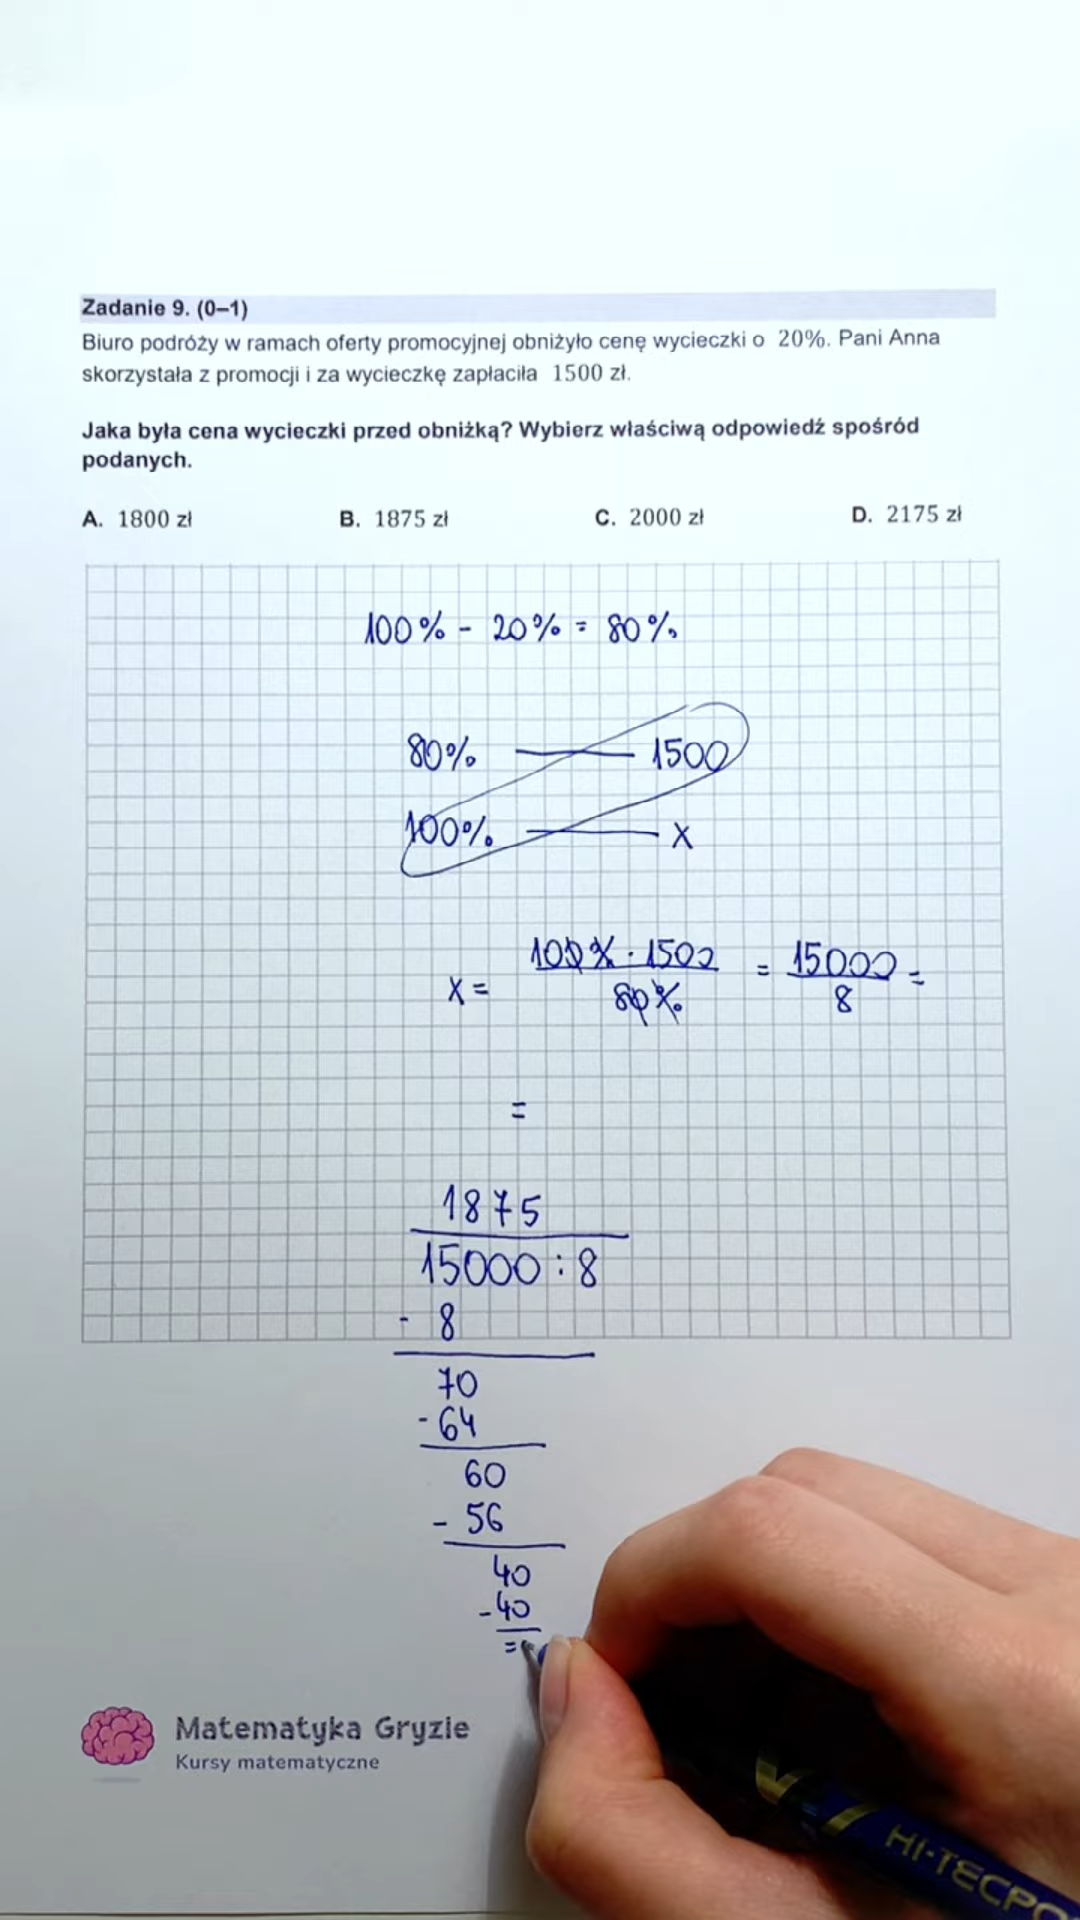 Zadanie 9. (0–1)
Biuro podróży w ramach oferty promocyjnej obniżyło cenę wycieczki o 20%. Pani Anna
skorzystała z promocji i za wycieczkę zapłaciła 1500 zł.
Jaka była cena wycieczki przed obniżką? Wybierz właściwą odpowiedź spośród
podanych.
A. 1800 zł B. 1875 zł C. 2000 zł D. 2175 zł
100% - 20% = 80%
80% — 1500
100% — x
x = 100% · 1500 / 80% = 15000 / 8 =
=
1875
15000 : 8
- 8
70
- 64
60
- 56
40
- 40
=
Matematyka Gryzie
Kursy matematyczne
V7 HI-TECPO